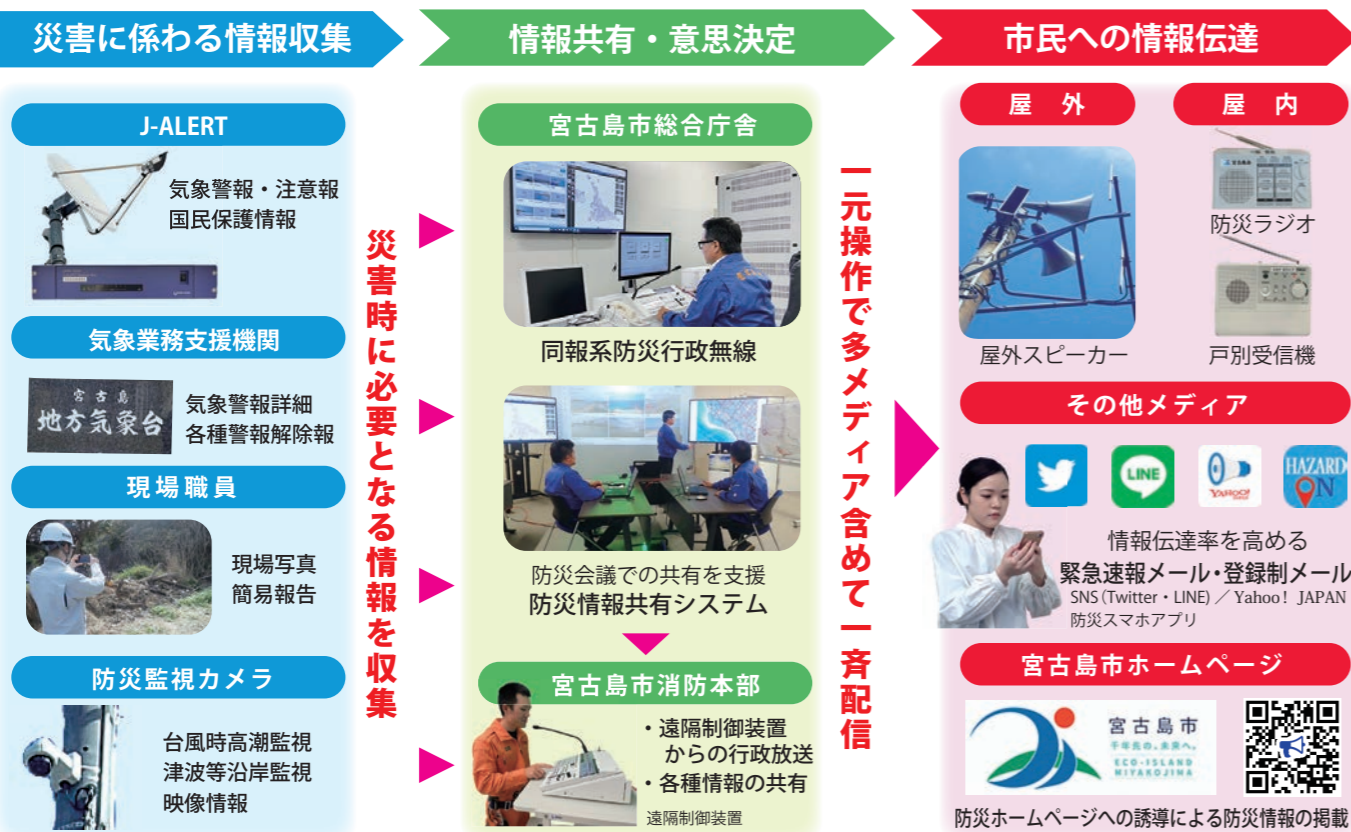 災害に係わる情報収集
情報共有・意思決定
市民への情報伝達
J-ALERT
気象警報・注意報
国民保護情報
気象業務支援機関
宮古島
地方気象台
気象警報詳細
各種警報解除報
現場職員
現場写真
簡易報告
防災監視カメラ
台風時高潮監視
津波等沿岸監視
映像情報
災害時に必要となる情報を収集
宮古島市総合庁舎
同報系防災行政無線
防災会議での共有を支援
防災情報共有システム
宮古島市消防本部
・遠隔制御装置
からの行政放送
・各種情報の共有
遠隔制御装置
一元操作で多メディア含めて一斉配信
屋 外
屋外スピーカー
屋 内
防災ラジオ
戸別受信機
その他メディア
LINE
YAHOO!
HAZARD
ON
情報伝達率を高める
緊急速報メール・登録制メール
SNS(Twitter・LINE)／Yahoo! JAPAN
防災スマホアプリ
宮古島市ホームページ
宮古島市
千年先の、未来へ。
ECO-ISLAND
MIYAKOJIMA
防災ホームページへの誘導による防災情報の掲載